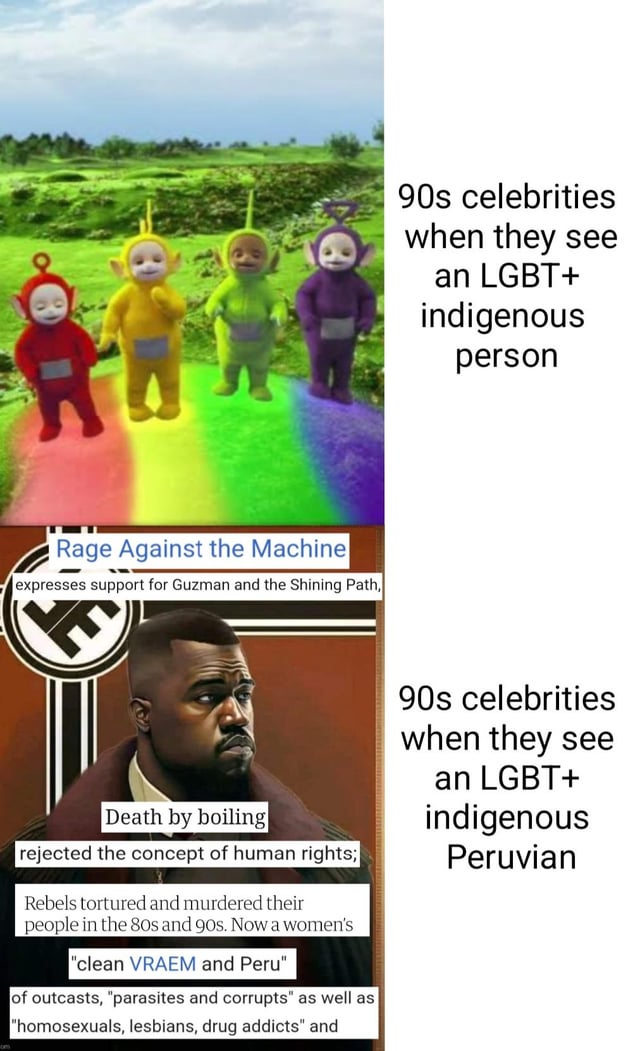 90s celebrities
when they see
an LGBT+
indigenous
person
Rage Against the Machine
expresses support for Guzman and the Shining Path,
Death by boiling
rejected the concept of human rights;
Rebels tortured and murdered their
people in the 80s and 90s. Now a women's
"clean VRAEM and Peru"
of outcasts, "parasites and corrupts" as well as
"homosexuals, lesbians, drug addicts" and
90s celebrities
when they see
an LGBT+
indigenous
Peruvian